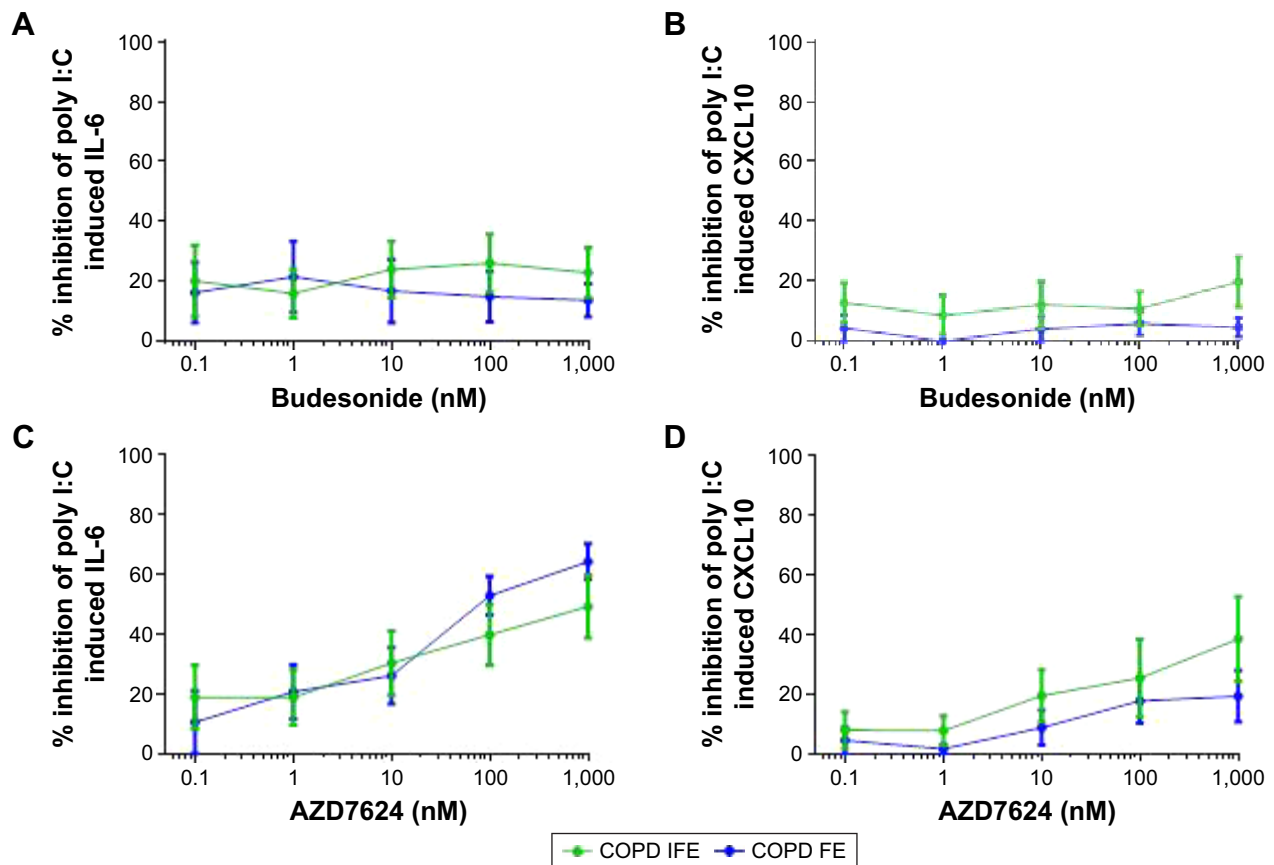 A
% inhibition of poly I:C
induced IL-6
100
80
60
40
20
0
0.1 1 10 100 1,000
Budesonide (nM)
B
% inhibition of poly I:C
induced CXCL10
100
80
60
40
20
0
0.1 1 10 100 1,000
Budesonide (nM)
C
% inhibition of poly I:C
induced IL-6
100
80
60
40
20
0
0.1 1 10 100 1,000
AZD7624 (nM)
D
% inhibition of poly I:C
induced CXCL10
100
80
60
40
20
0
0.1 1 10 100 1,000
AZD7624 (nM)
COPD IFE COPD FE